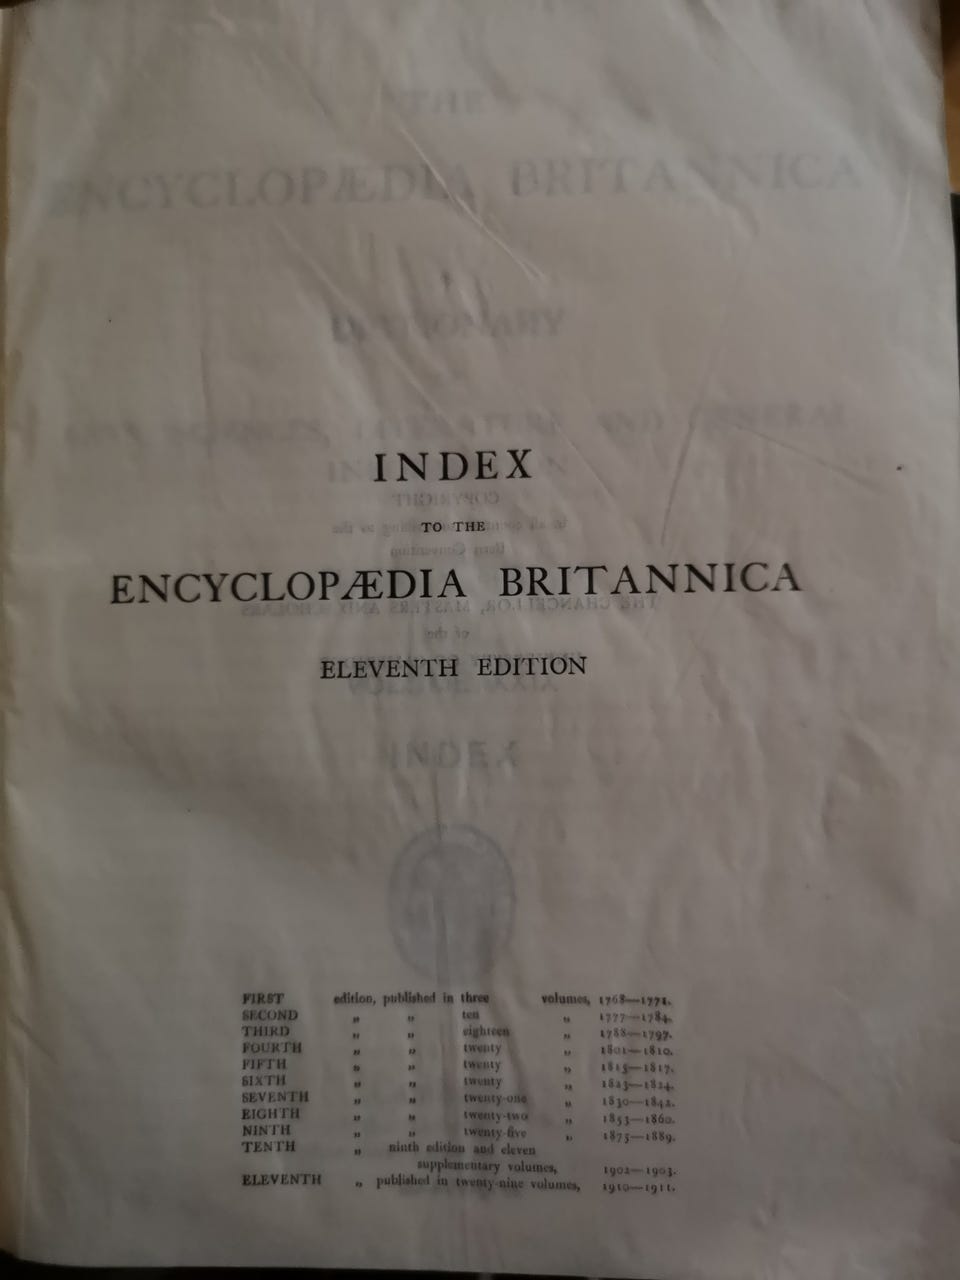 INDEX
TO THE
ENCYCLOPÆDIA BRITANNICA
ELEVENTH EDITION
FIRST edition, published in three volumes, 1768—1771.
SECOND „ „ ten „ 1777—1784.
THIRD „ „ eighteen „ 1788—1797.
FOURTH „ „ twenty „ 1801—1810.
FIFTH „ „ twenty „ 1815—1817.
SIXTH „ „ twenty „ 1823—1824.
SEVENTH „ „ twenty-one „ 1830—1842.
EIGHTH „ „ twenty-two „ 1853—1860.
NINTH „ „ twenty-five „ 1875—1889.
TENTH „ ninth edition and eleven
supplementary volumes, 1902—1903.
ELEVENTH „ published in twenty-nine volumes, 1910—1911.